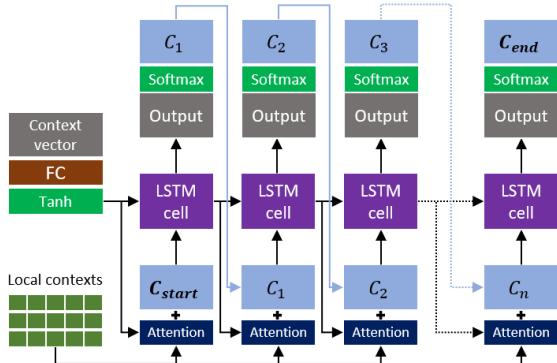 C1 C2 C3 Cend
Softmax Softmax Softmax Softmax
Output Output Output Output
Context
vector
FC
Tanh
LSTM LSTM LSTM LSTM
cell cell cell cell
Local contexts
Cstart C1 C2 Cn
+ + + +
Attention Attention Attention Attention